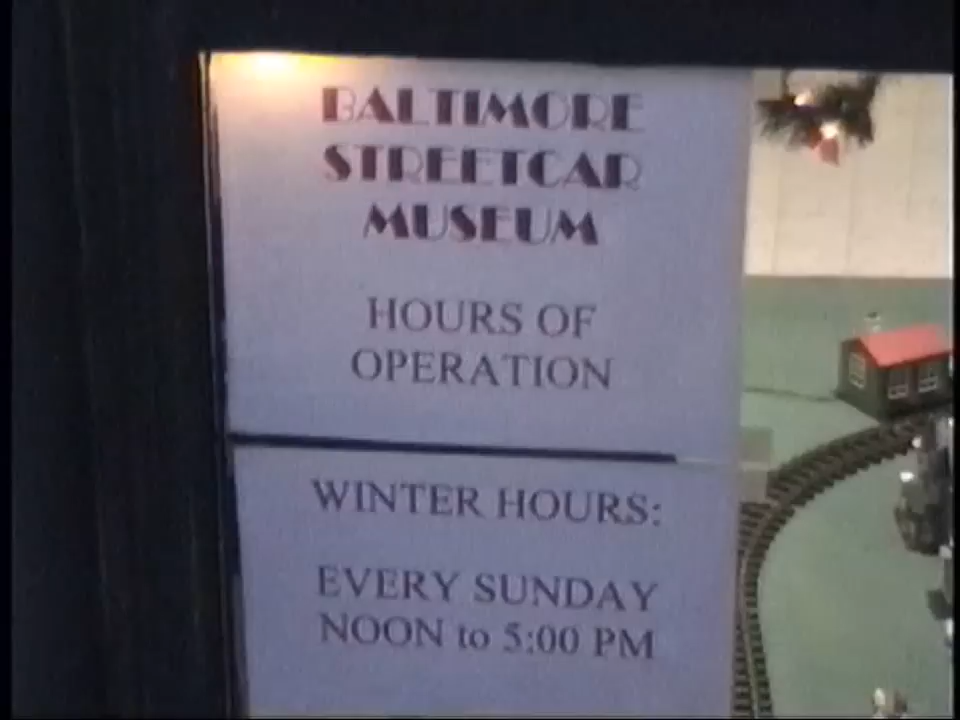 BALTIMORE
STREETCAR
MUSEUM
HOURS OF
OPERATION
WINTER HOURS:
EVERY SUNDAY
NOON to 5:00 PM